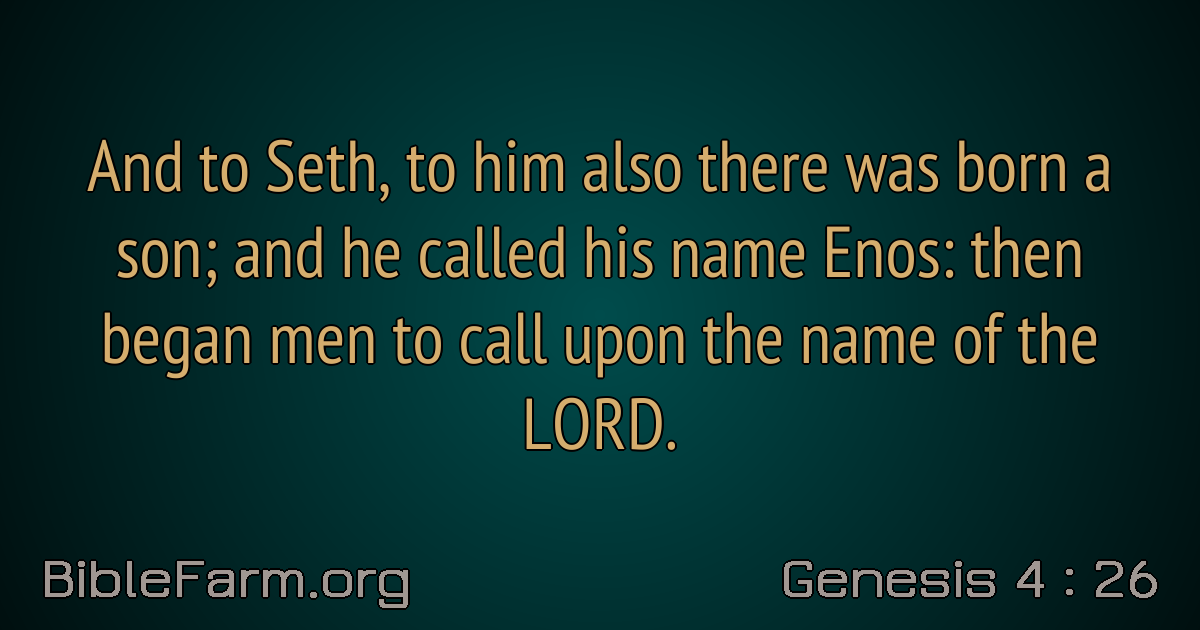 And to Seth, to him also there was born a
son; and he called his name Enos: then
began men to call upon the name of the
LORD.
BibleFarm.org
Genesis 4 : 26